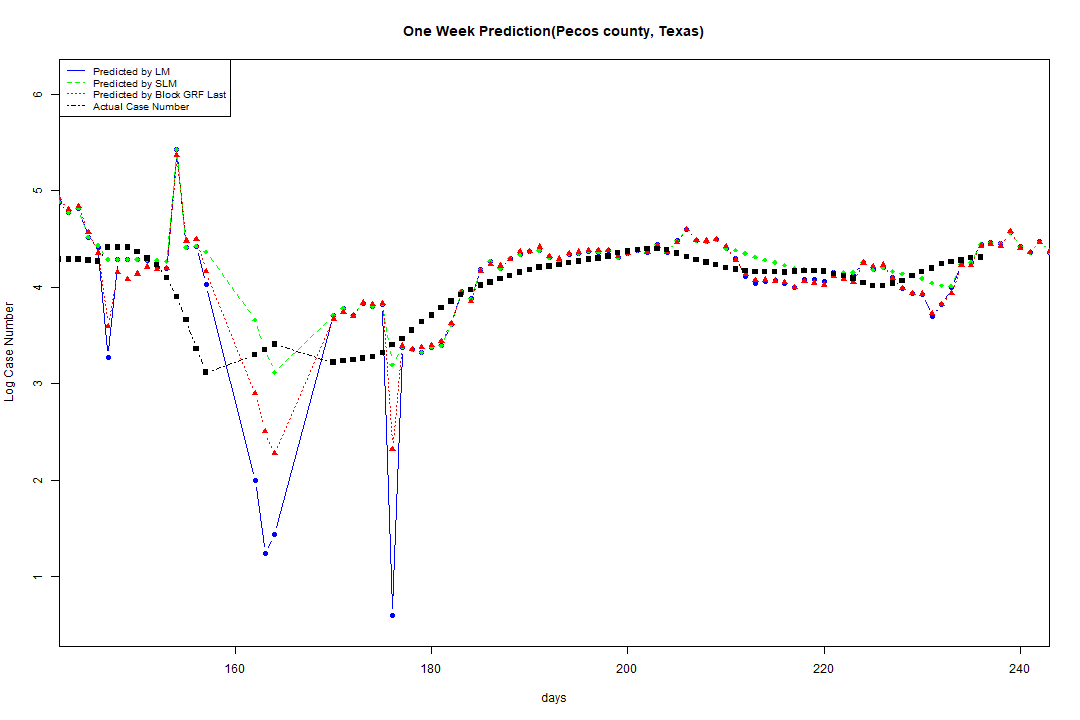 One Week Prediction(Pecos county, Texas)
Predicted by LM
Predicted by SLM
Predicted by Block GRF Last
Actual Case Number
Log Case Number
6
5
4
3
2
1
160 180 200 220 240
days